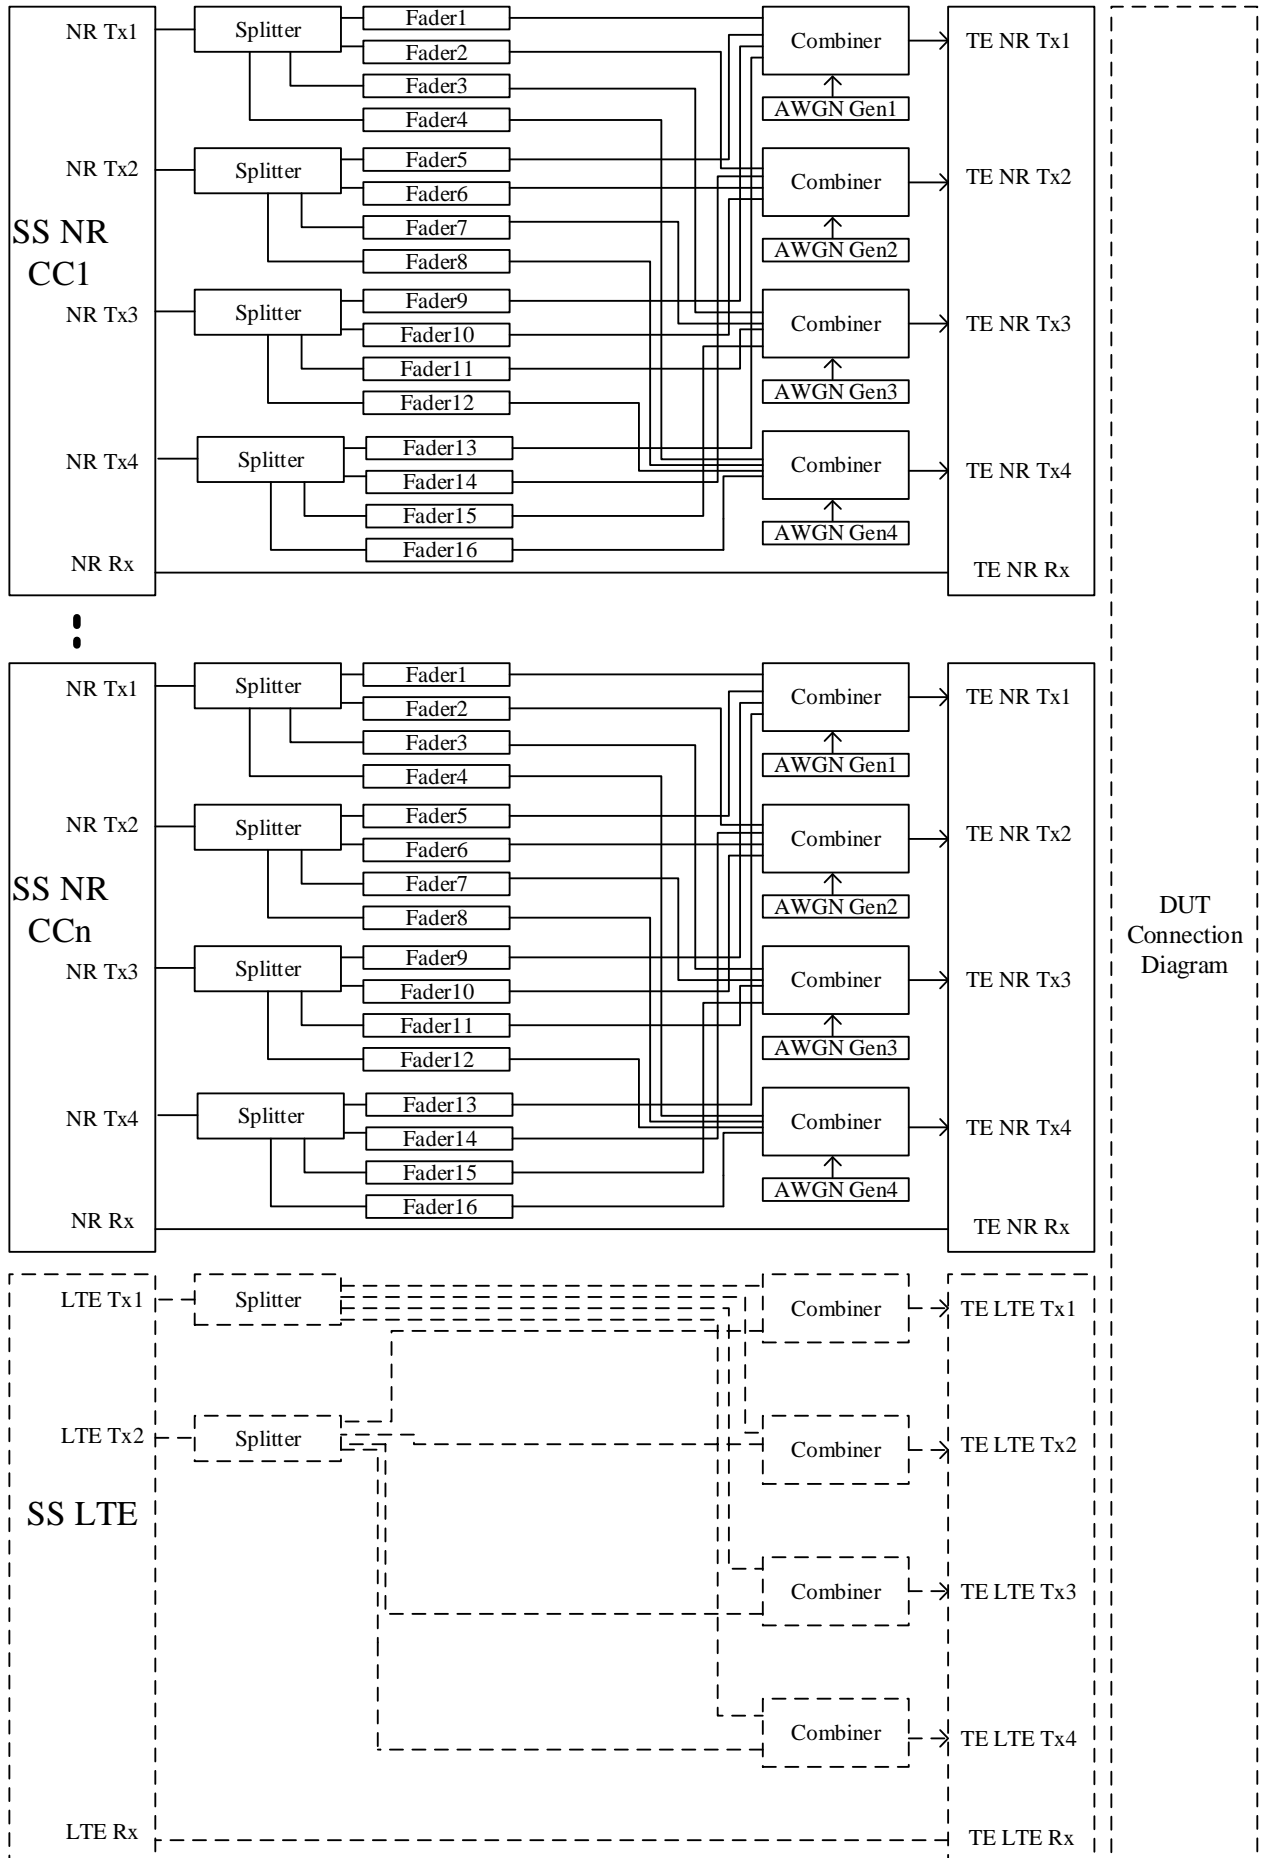 NR Tx1
Splitter
Fader1
Fader2
Fader3
Fader4
Combiner
AWGN Gen1
TE NR Tx1
NR Tx2
Splitter
Fader5
Fader6
Fader7
Fader8
Combiner
AWGN Gen2
TE NR Tx2
SS NR
CC1
NR Tx3
Splitter
Fader9
Fader10
Fader11
Fader12
Combiner
AWGN Gen3
TE NR Tx3
NR Tx4
Splitter
Fader13
Fader14
Fader15
Fader16
Combiner
AWGN Gen4
TE NR Tx4
NR Rx
TE NR Rx
NR Tx1
Splitter
Fader1
Fader2
Fader3
Fader4
Combiner
AWGN Gen1
TE NR Tx1
NR Tx2
Splitter
Fader5
Fader6
Fader7
Fader8
Combiner
AWGN Gen2
TE NR Tx2
SS NR
CCn
NR Tx3
Splitter
Fader9
Fader10
Fader11
Fader12
Combiner
AWGN Gen3
TE NR Tx3
NR Tx4
Splitter
Fader13
Fader14
Fader15
Fader16
Combiner
AWGN Gen4
TE NR Tx4
NR Rx
TE NR Rx
DUT
Connection
Diagram
LTE Tx1
Splitter
Combiner
TE LTE Tx1
LTE Tx2
Splitter
Combiner
TE LTE Tx2
SS LTE
Combiner
TE LTE Tx3
Combiner
TE LTE Tx4
LTE Rx
TE LTE Rx